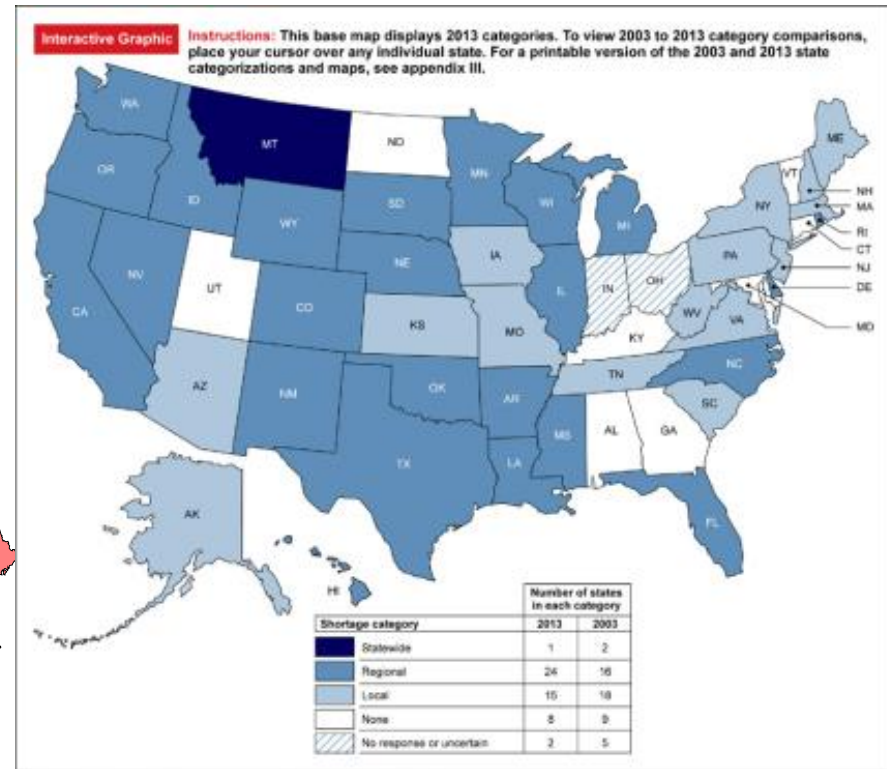 Interactive Graphic
Instructions: This base map displays 2013 categories. To view 2003 to 2013 category comparisons,
place your cursor over any individual state. For a printable version of the 2003 and 2013 state
categorizations and maps, see appendix III.
WA
MT
ND
MN
ME
VT
OR
ID
SD
WI
MI
NY
NH
MA
RI
CT
WY
NE
IA
PA
NJ
DE
MD
NV
UT
CO
IL
IN
OH
WV
VA
CA
KS
MO
KY
AZ
NM
OK
AR
TN
NC
SC
TX
LA
MS
AL
GA
FL
AK
HI
Number of states
in each category
Shortage category 2013 2003
Statewide 1 2
Regional 24 16
Local 15 18
None 8 9
No response or uncertain 2 5